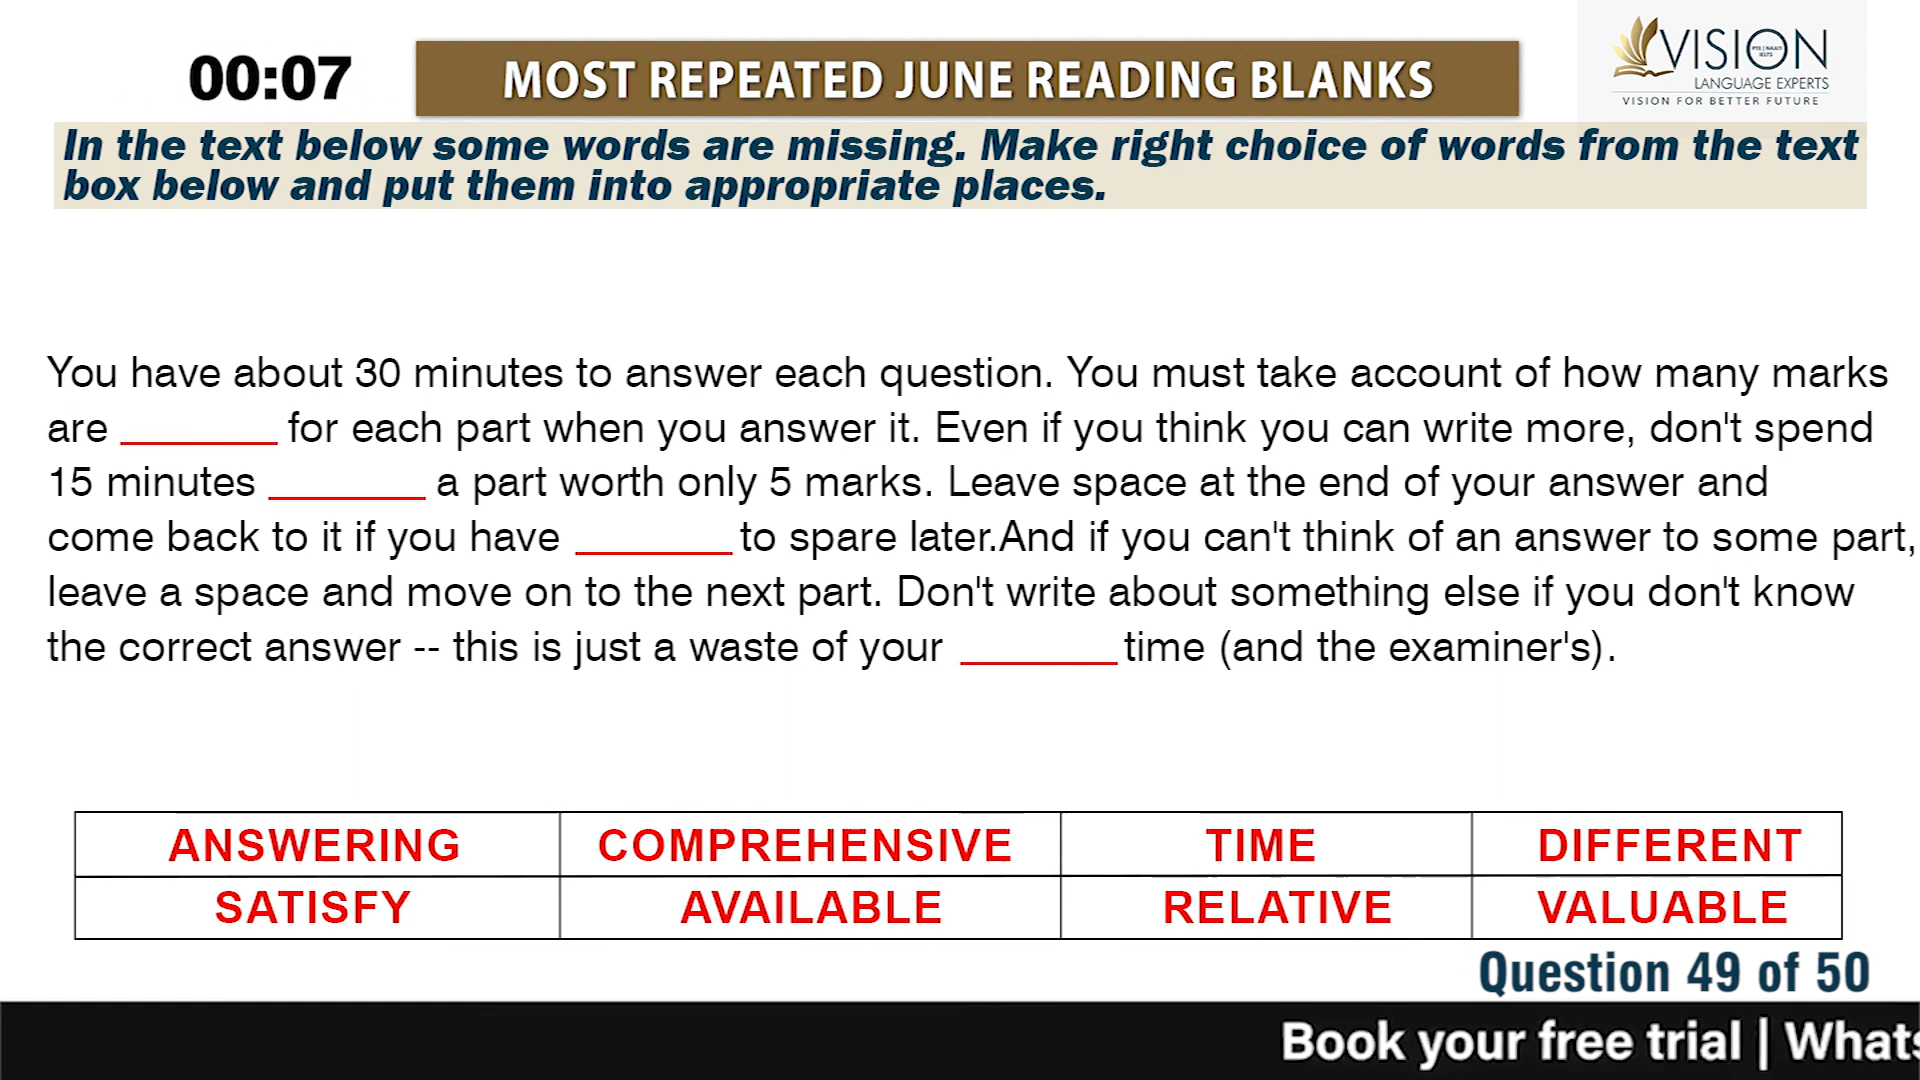 00:07
MOST REPEATED JUNE READING BLANKS
VISION
PTE | NAATI
IELTS
LANGUAGE EXPERTS
VISION FOR BETTER FUTURE
In the text below some words are missing. Make right choice of words from the text
box below and put them into appropriate places.
You have about 30 minutes to answer each question. You must take account of how many marks
are ________ for each part when you answer it. Even if you think you can write more, don't spend
15 minutes ________ a part worth only 5 marks. Leave space at the end of your answer and
come back to it if you have ________ to spare later.And if you can't think of an answer to some part,
leave a space and move on to the next part. Don't write about something else if you don't know
the correct answer -- this is just a waste of your ________ time (and the examiner's).
ANSWERING COMPREHENSIVE TIME DIFFERENT
SATISFY AVAILABLE RELATIVE VALUABLE
Question 49 of 50
Book your free trial | Whats